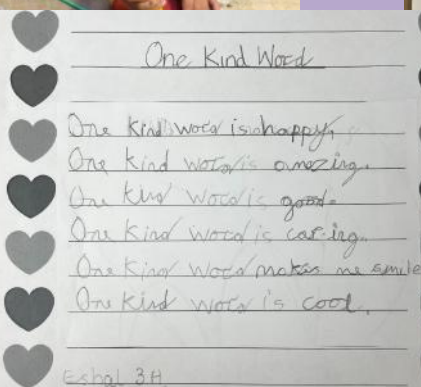 One Kind Word
One kind word is happy,
One kind word is amazing.
One kind word is good.
One kind word is caring.
One kind word makes me smile
One kind word is cool.
Eshal 3H